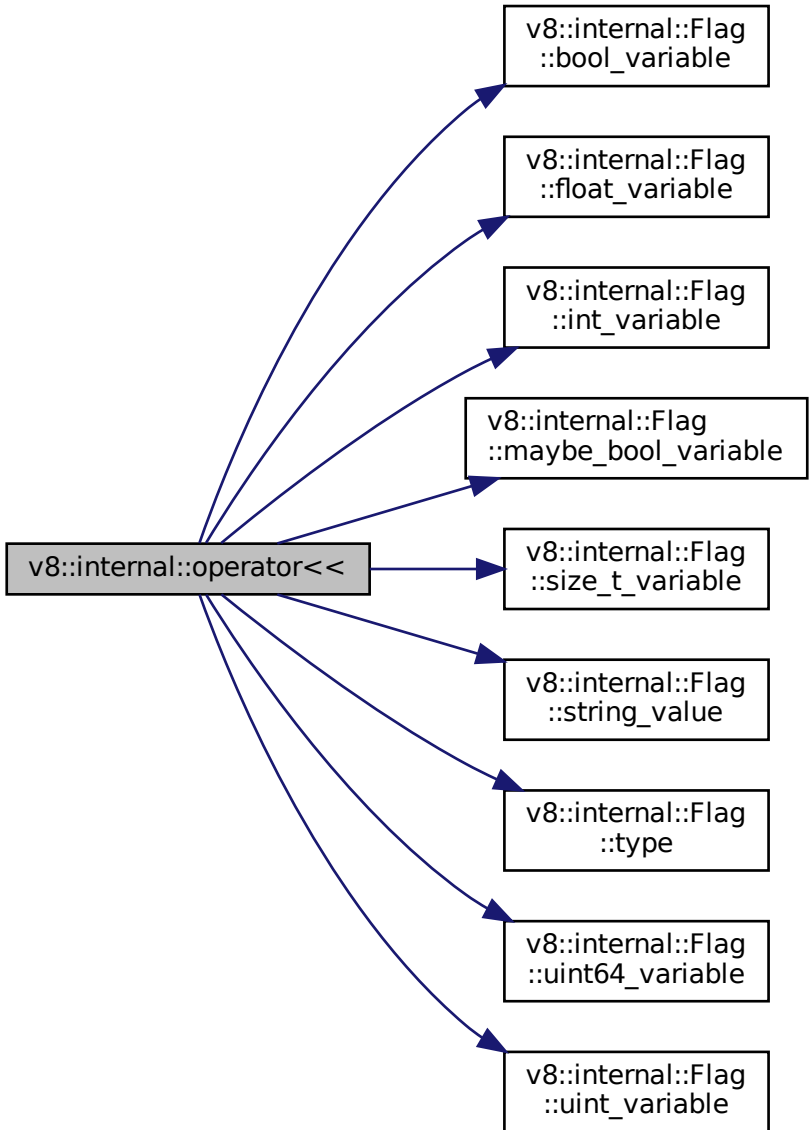 v8::internal::Flag
::bool_variable
v8::internal::Flag
::float_variable
v8::internal::Flag
::int_variable
v8::internal::Flag
::maybe_bool_variable
v8::internal::operator<<
v8::internal::Flag
::size_t_variable
v8::internal::Flag
::string_value
v8::internal::Flag
::type
v8::internal::Flag
::uint64_variable
v8::internal::Flag
::uint_variable